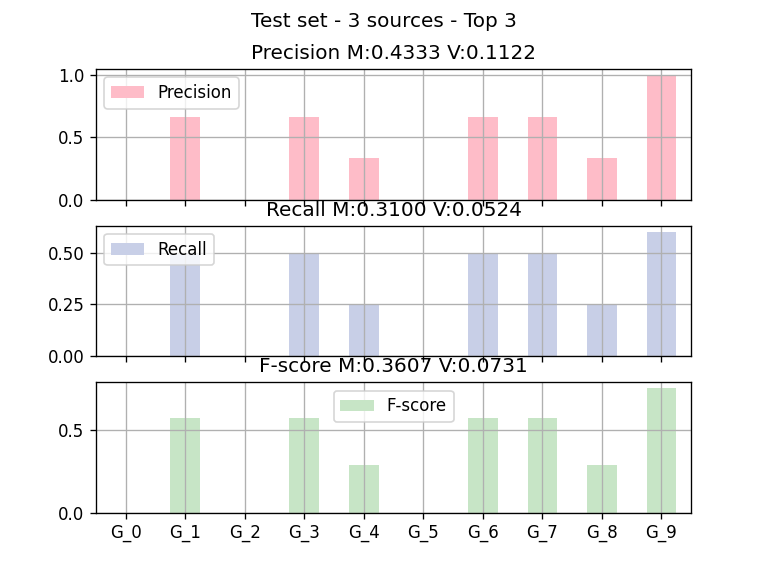 Test set - 3 sources - Top 3
Precision M:0.4333 V:0.1122
1.0
Precision
0.5
0.0
Recall M:0.3100 V:0.0524
Recall
0.50
0.25
0.00
F-score M:0.3607 V:0.0731
F-score
0.5
0.0
G_0 G_1 G_2 G_3 G_4 G_5 G_6 G_7 G_8 G_9